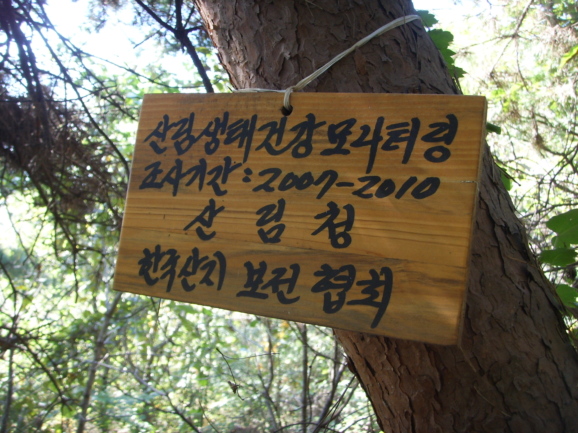 산림생태건강모니터링
조사기간:2007-2010
산림청
한국산지 보전 협회